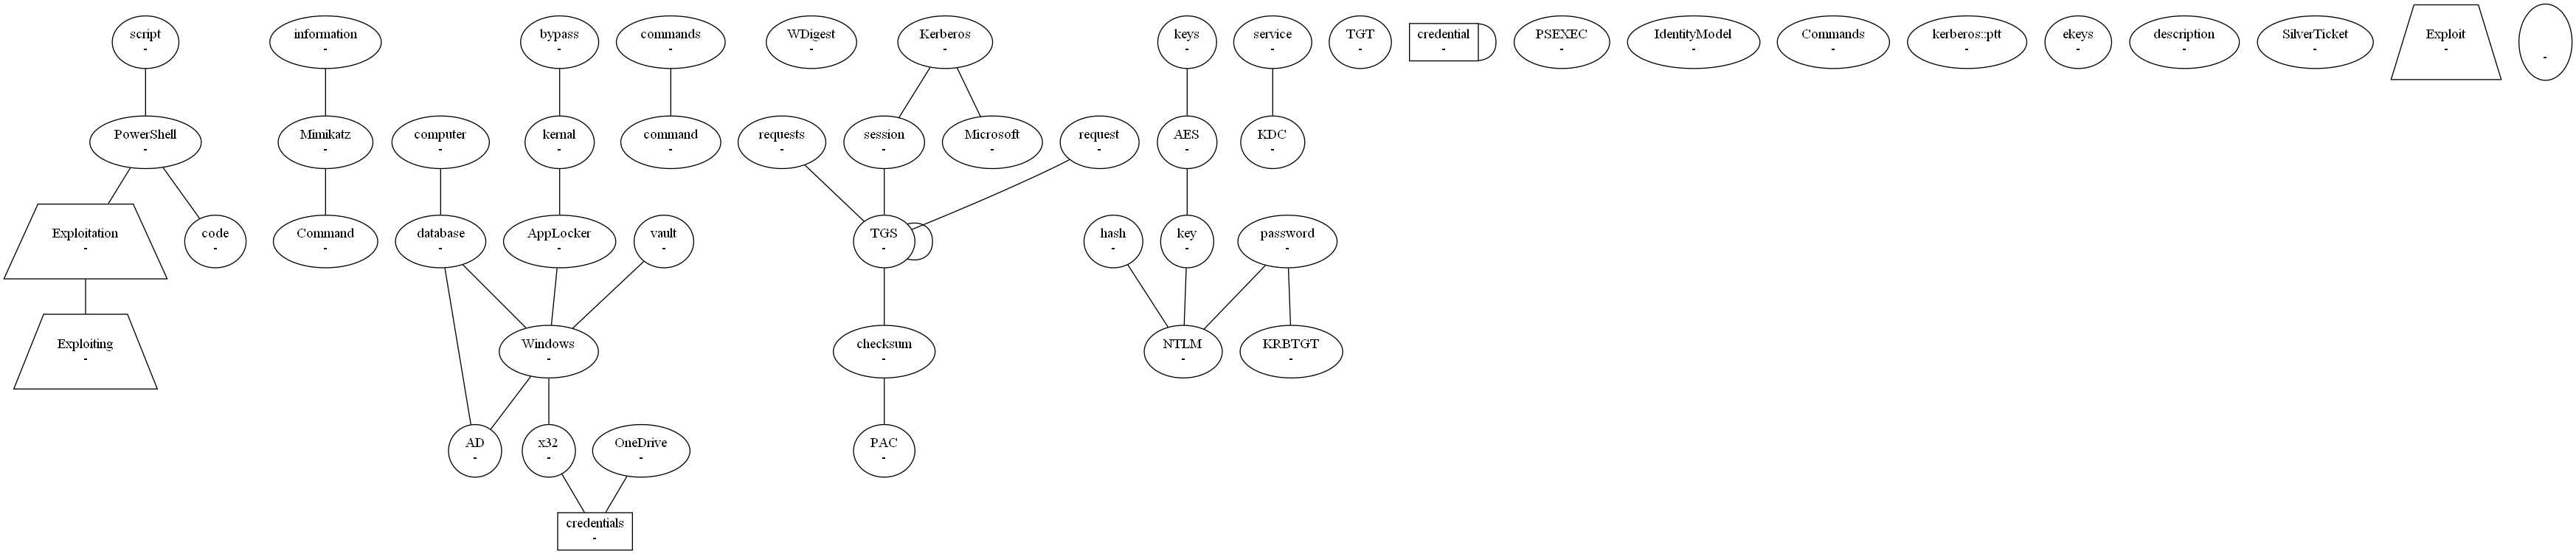 script
-
information
-
bypass
-
commands
-
WDigest
-
Kerberos
-
keys
-
service
-
TGT
-
credential
-
PSEXEC
-
IdentityModel
-
Commands
-
kerberos::ptt
-
ekeys
-
description
-
SilverTicket
-
Exploit
-
-
PowerShell
-
Mimikatz
-
computer
-
kernal
-
command
-
requests
-
session
-
Microsoft
-
request
-
AES
-
KDC
-
Exploitation
-
code
-
Command
-
database
-
AppLocker
-
vault
-
TGS
-
hash
-
key
-
password
-
Exploiting
-
Windows
-
checksum
-
NTLM
-
KRBTGT
-
AD
-
x32
-
OneDrive
-
PAC
-
credentials
-